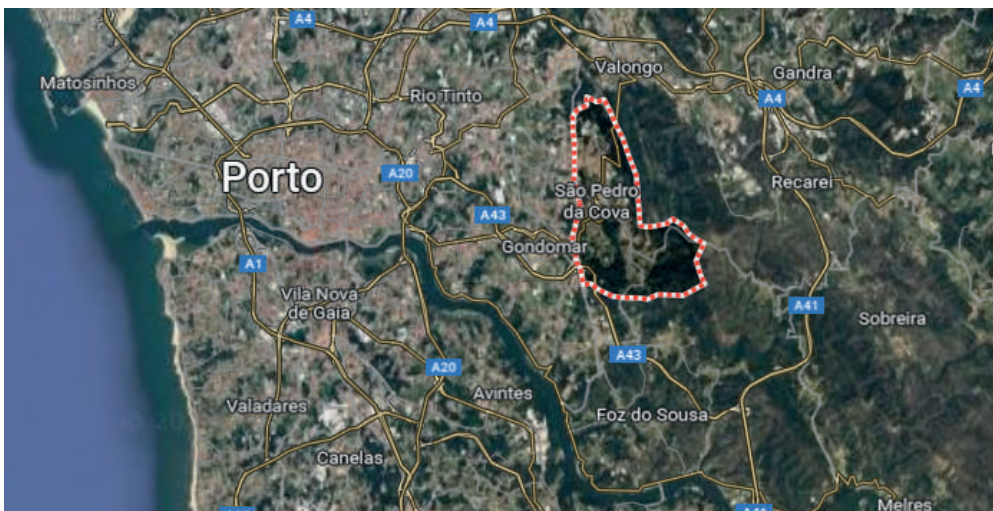 A4
A4
Valongo
Gandra
Matosinhos
Rio Tinto
A4
A4
Porto
A20
São Pedro
da Cova
Recarei
A43
Gondomar
A1
Vila Nova
de Gaia
A41
Sobreira
A43
A20
Avintes
Valadares
Foz do Sousa
Canelas
Melres
A41